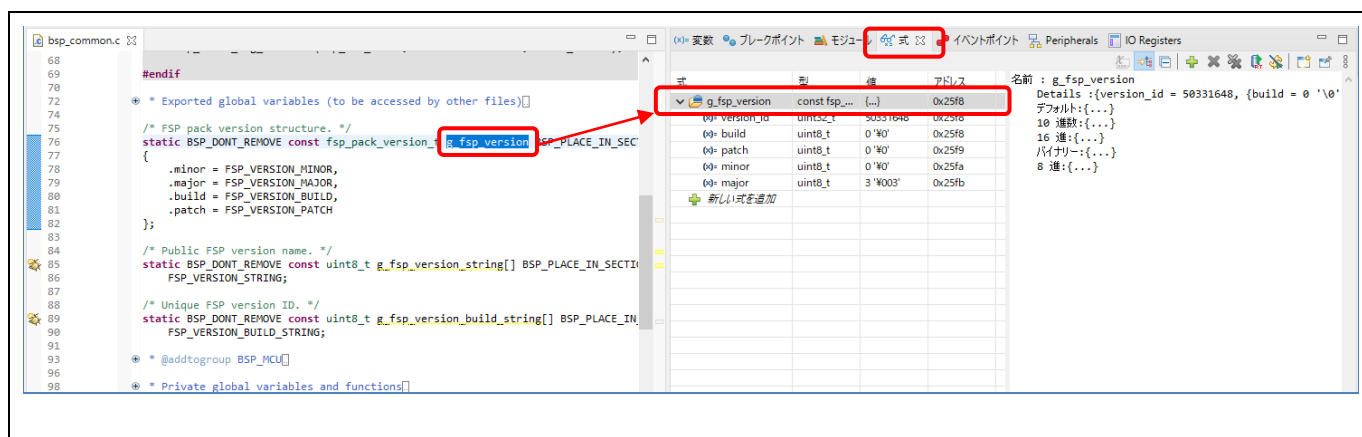 bsp_common.c
68
69 #endif
70
72 * Exported global variables (to be accessed by other files)
74
75 /* FSP pack version structure. */
76 static BSP_DONT_REMOVE const fsp_pack_version_t g_fsp_version BSP_PLACE_IN_SECT
77 {
78 .minor = FSP_VERSION_MINOR,
79 .major = FSP_VERSION_MAJOR,
80 .build = FSP_VERSION_BUILD,
81 .patch = FSP_VERSION_PATCH
82 };
83
84 /* Public FSP version name. */
85 static BSP_DONT_REMOVE const uint8_t g_fsp_version_string[] BSP_PLACE_IN_SECTI
86 FSP_VERSION_STRING;
87
88 /* Unique FSP version ID. */
89 static BSP_DONT_REMOVE const uint8_t g_fsp_version_build_string[] BSP_PLACE_IN_
90 FSP_VERSION_BUILD_STRING;
91
93 * @addtogroup BSP_MCU
96
98 * Private global variables and functions
(x)= 変数 ブレークポイント モジュール 式 イベントポイント Peripherals IO Registers
式 型 値 アドレス
g_fsp_version const fsp_... {...} 0x25f8
(x)= version_id uint32_t 50331648 0x25f8
(x)= build uint8_t 0 '¥0' 0x25f8
(x)= patch uint8_t 0 '¥0' 0x25f9
(x)= minor uint8_t 0 '¥0' 0x25fa
(x)= major uint8_t 3 '¥003' 0x25fb
新しい式を追加
名前 : g_fsp_version
Details :{version_id = 50331648, {build = 0 '\0'
デフォルト:{...}
10 進数:{...}
16 進:{...}
バイナリー:{...}
8 進:{...}